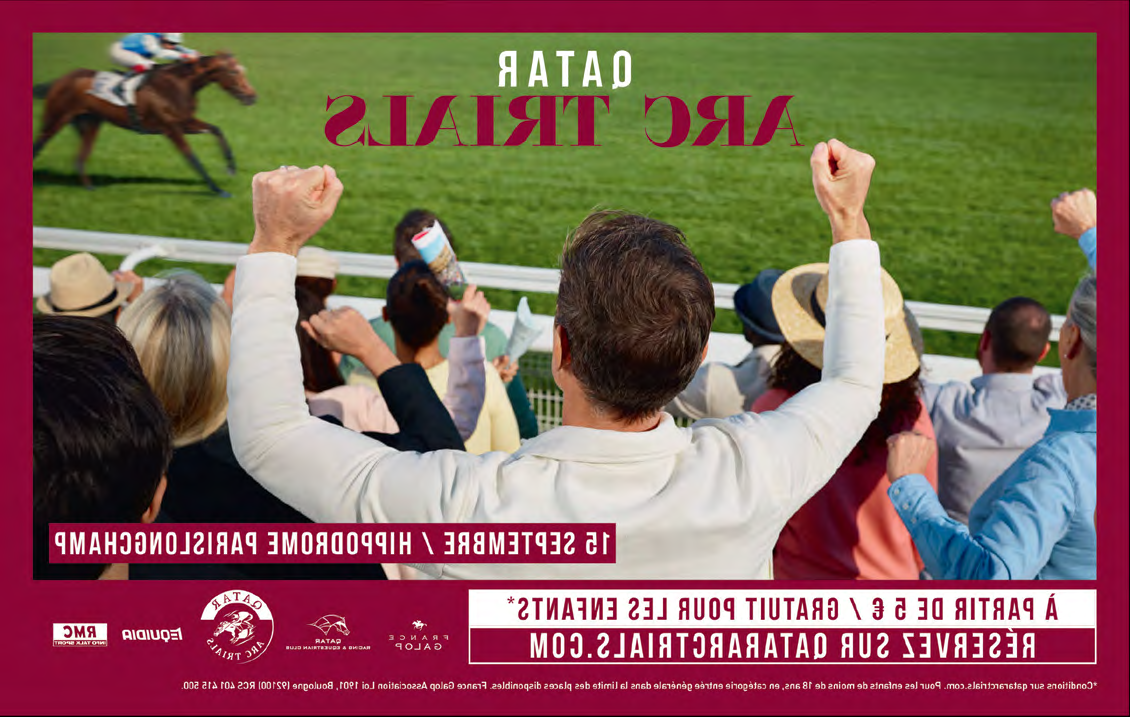 QATAR
ARC TRIALS
15 SEPTEMBRE / HIPPODROME PARISLONGCHAMP
À PARTIR DE 5 € / GRATUIT POUR LES ENFANTS*
RÉSERVEZ SUR QATARARCTRIALS.COM
FRANCE
GALOP
QATAR
RACING & EQUESTRIAN CLUB
QATAR
ARC TRIALS
EQUIDIA
RMC
INFO TALK SPORT
*Conditions sur qatararctrials.com. Pour les enfants de moins de 18 ans, en catégorie entrée générale dans la limite des places disponibles. France Galop Association Loi 1901, Boulogne (92100) RCS 401 415 500.